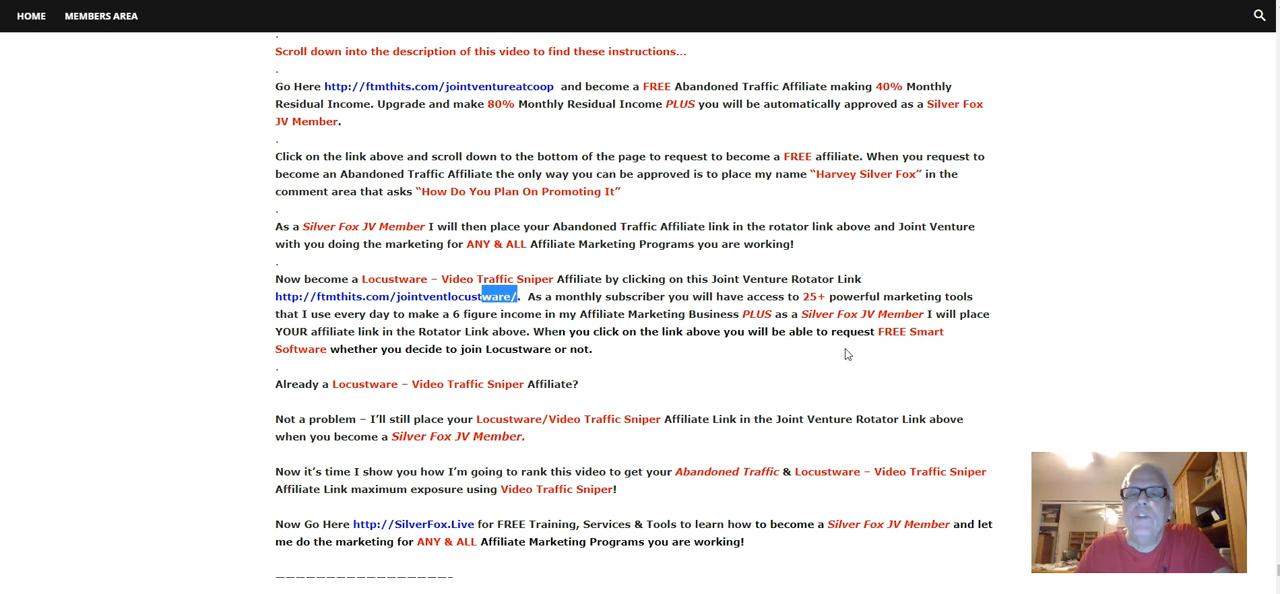 HOME MEMBERS AREA
.
Scroll down into the description of this video to find these instructions…
.
Go Here http://ftmthits.com/jointventureatcoop and become a FREE Abandoned Traffic Affiliate making 40% Monthly
Residual Income. Upgrade and make 80% Monthly Residual Income PLUS you will be automatically approved as a Silver Fox
JV Member.
.
Click on the link above and scroll down to the bottom of the page to request to become a FREE affiliate. When you request to
become an Abandoned Traffic Affiliate the only way you can be approved is to place my name “Harvey Silver Fox” in the
comment area that asks “How Do You Plan On Promoting It”
.
As a Silver Fox JV Member I will then place your Abandoned Traffic Affiliate link in the rotator link above and Joint Venture
with you doing the marketing for ANY & ALL Affiliate Marketing Programs you are working!
.
Now become a Locustware – Video Traffic Sniper Affiliate by clicking on this Joint Venture Rotator Link
http://ftmthits.com/jointventlocustware/. As a monthly subscriber you will have access to 25+ powerful marketing tools
that I use every day to make a 6 figure income in my Affiliate Marketing Business PLUS as a Silver Fox JV Member I will place
YOUR affiliate link in the Rotator Link above. When you click on the link above you will be able to request FREE Smart
Software whether you decide to join Locustware or not.
.
Already a Locustware – Video Traffic Sniper Affiliate?
Not a problem – I’ll still place your Locustware/Video Traffic Sniper Affiliate Link in the Joint Venture Rotator Link above
when you become a Silver Fox JV Member.
Now it’s time I show you how I’m going to rank this video to get your Abandoned Traffic & Locustware – Video Traffic Sniper
Affiliate Link maximum exposure using Video Traffic Sniper!
Now Go Here http://SilverFox.Live for FREE Training, Services & Tools to learn how to become a Silver Fox JV Member and let
me do the marketing for ANY & ALL Affiliate Marketing Programs you are working!
—————————————————–